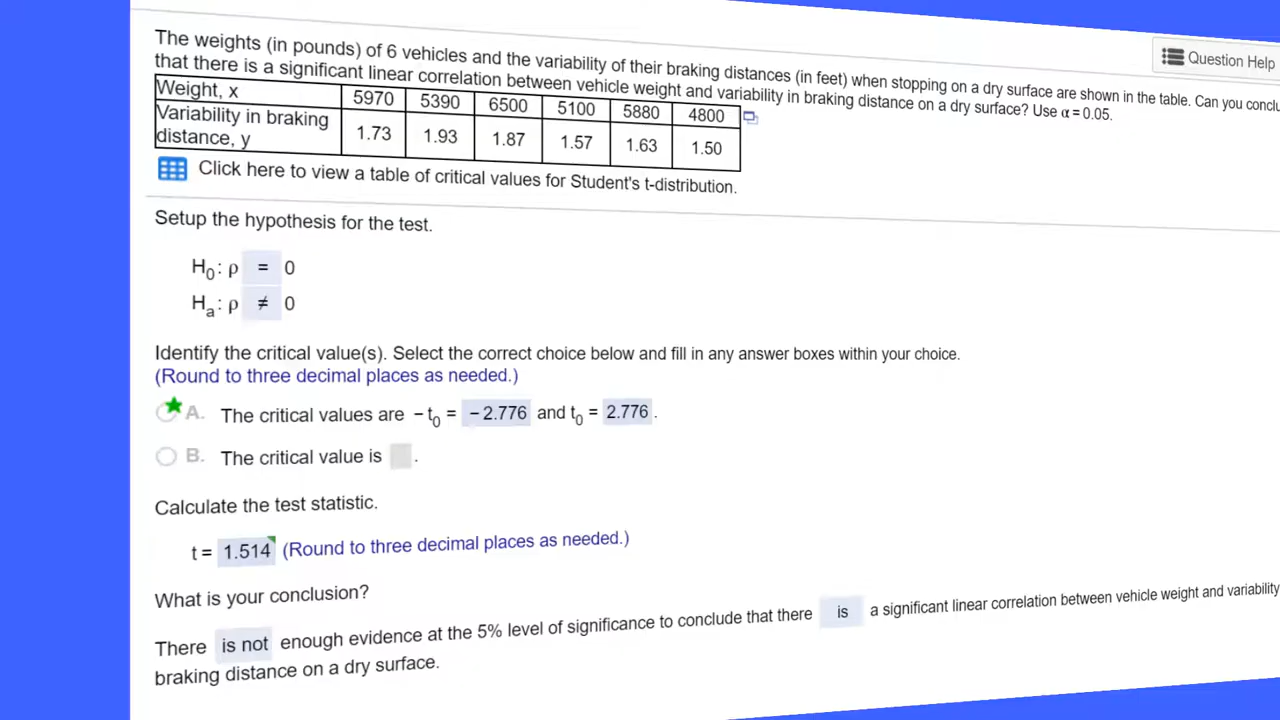 Question Help
The weights (in pounds) of 6 vehicles and the variability of their braking distances (in feet) when stopping on a dry surface are shown in the table. Can you conclu
that there is a significant linear correlation between vehicle weight and variability in braking distance on a dry surface? Use α = 0.05.
Weight, x 5970 5390 6500 5100 5880 4800
Variability in braking
distance, y 1.73 1.93 1.87 1.57 1.63 1.50
Click here to view a table of critical values for Student's t-distribution.
Setup the hypothesis for the test.
H0: ρ = 0
Ha: ρ ≠ 0
Identify the critical value(s). Select the correct choice below and fill in any answer boxes within your choice.
(Round to three decimal places as needed.)
A. The critical values are −t0 = −2.776 and t0 = 2.776.
B. The critical value is .
Calculate the test statistic.
t = 1.514 (Round to three decimal places as needed.)
What is your conclusion?
There is not enough evidence at the 5% level of significance to conclude that there is a significant linear correlation between vehicle weight and variability
braking distance on a dry surface.